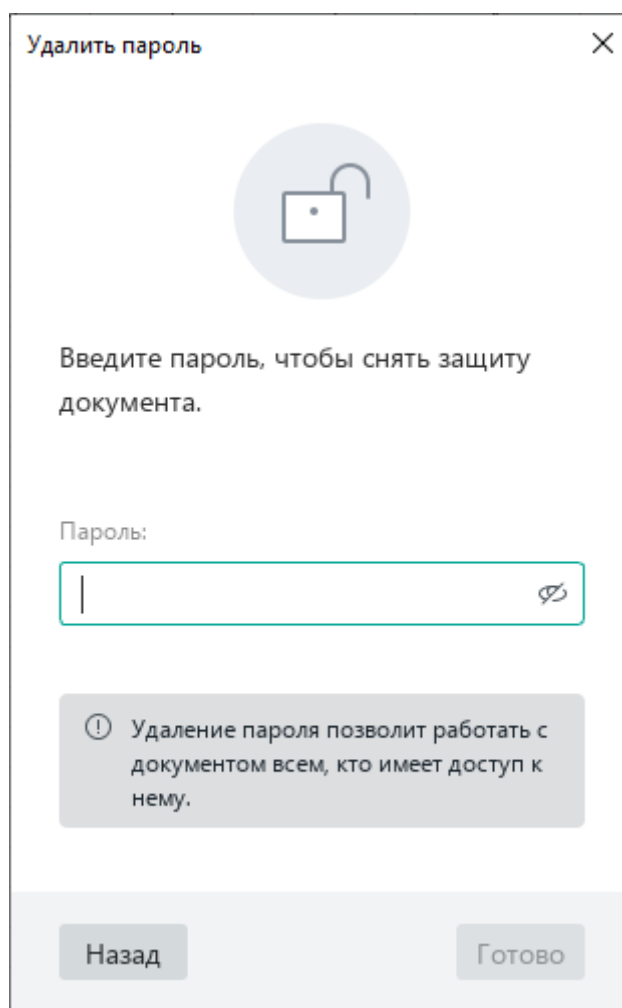 Удалить пароль
Введите пароль, чтобы снять защиту
документа.
Пароль:
Удаление пароля позволит работать с
документом всем, кто имеет доступ к
нему.
Назад
Готово